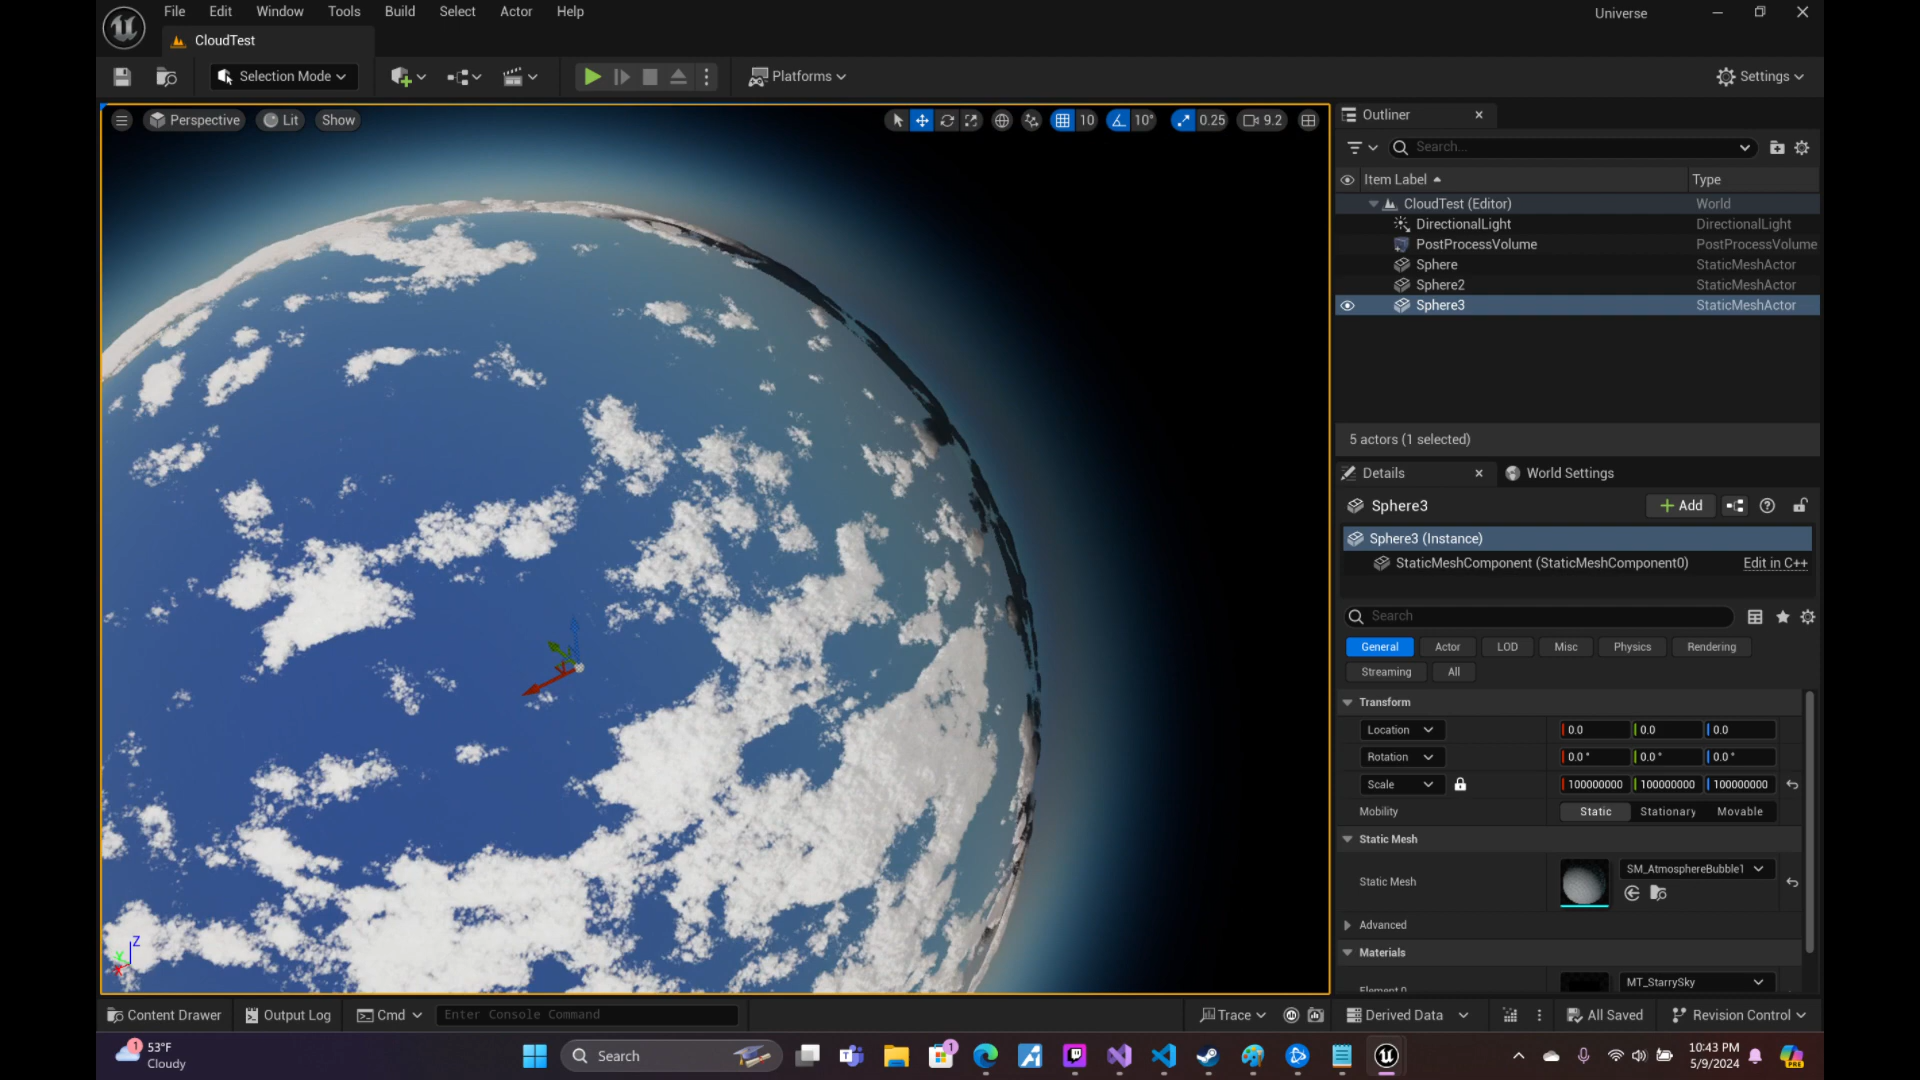 File Edit Window Tools Build Select Actor Help
Universe
CloudTest
Selection Mode
Platforms
Settings
Perspective Lit Show
10 10° 0.25 9.2
Outliner
Search...
Item Label Type
CloudTest (Editor) World
DirectionalLight DirectionalLight
PostProcessVolume PostProcessVolume
Sphere StaticMeshActor
Sphere2 StaticMeshActor
Sphere3 StaticMeshActor
5 actors (1 selected)
Details World Settings
Sphere3 Add
Sphere3 (Instance)
StaticMeshComponent (StaticMeshComponent0) Edit in C++
Search
General Actor LOD Misc Physics Rendering
Streaming All
Transform
Location 0.0 0.0 0.0
Rotation 0.0 ° 0.0 ° 0.0 °
Scale 100000000 100000000 100000000
Mobility Static Stationary Movable
Static Mesh
Static Mesh SM_AtmosphereBubble1
Advanced
Materials
Element 0 MT_StarrySky
Z
Y
X
Content Drawer Output Log Cmd Enter Console Command Trace Derived Data All Saved Revision Control
1 53°F
Cloudy
Search
1
10:43 PM
5/9/2024
PRE